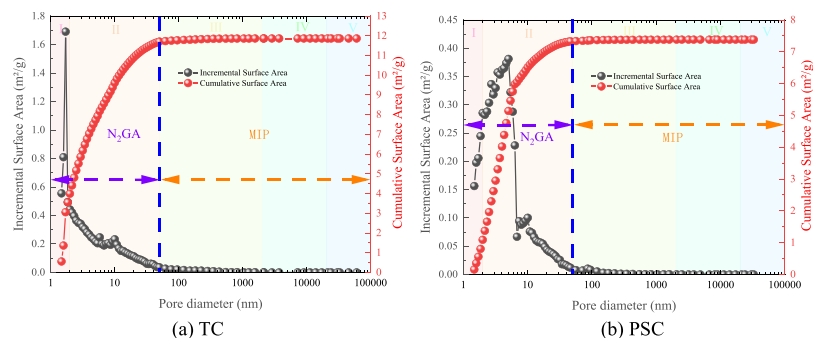 (a)
1.8
1.6
1.4
1.2
1.0
0.8
0.6
0.4
0.2
0.0
Incremental Surface Area (m²/g)
I
II
III
IV
V
Incremental Surface Area
Cumulative Surface Area
N₂GA
MIP
13
12
11
10
9
8
7
6
5
4
3
2
1
0
Cumulative Surface Area (m²/g)
1
10
100
1000
10000
100000
Pore diameter (nm)
(a) TC
(b)
0.45
0.40
0.35
0.30
0.25
0.20
0.15
0.10
0.05
0.00
Incremental Surface Area (m²/g)
I
II
III
IV
V
Incremental Surface Area
Cumulative Surface Area
N₂GA
MIP
8
7
6
5
4
3
2
1
0
Cumulative Surface Area (m²/g)
1
10
100
1000
10000
100000
Pore diameter (nm)
(b) PSC